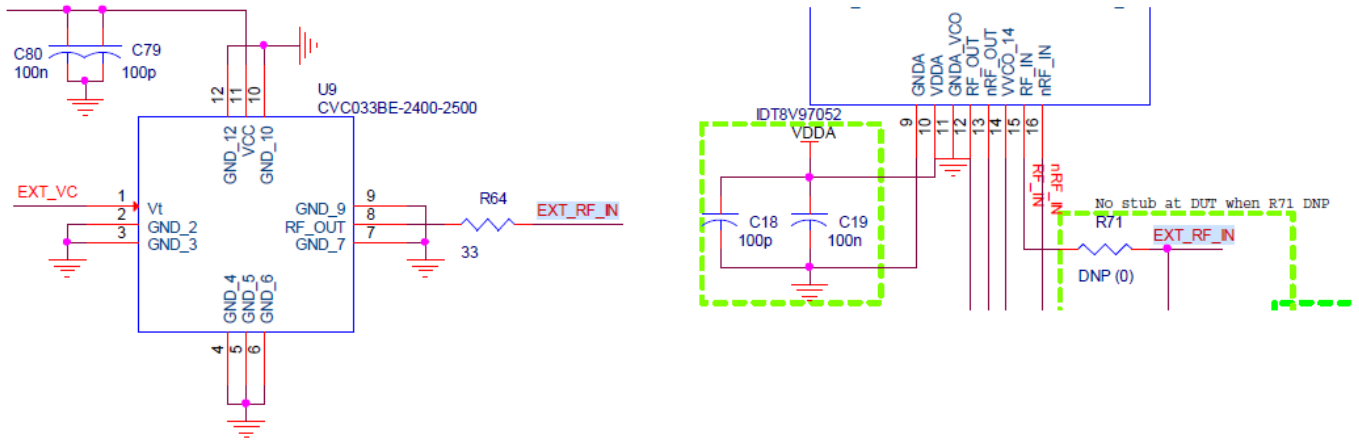 C80
100n
C79
100p
12
11
10
U9
CVC033BE-2400-2500
GND_12
VCC
GND_10
EXT_VC
1
2
3
Vt
GND_2
GND_3
GND_9
RF_OUT
GND_7
9
8
7
R64
33
EXT_RF_IN
GND_4
GND_5
GND_6
4
5
6
GNDA
VDDA
GNDA_VCO
RF_OUT
nRF_OUT
VVCO_14
RF_IN
nRF_IN
IDT8V97052
9
10
11
12
13
14
15
16
VDDA
C18
100p
C19
100n
nRF_IN
RF_IN
No stub at DUT when R71 DNP
R71
EXT_RF_IN
DNP (0)